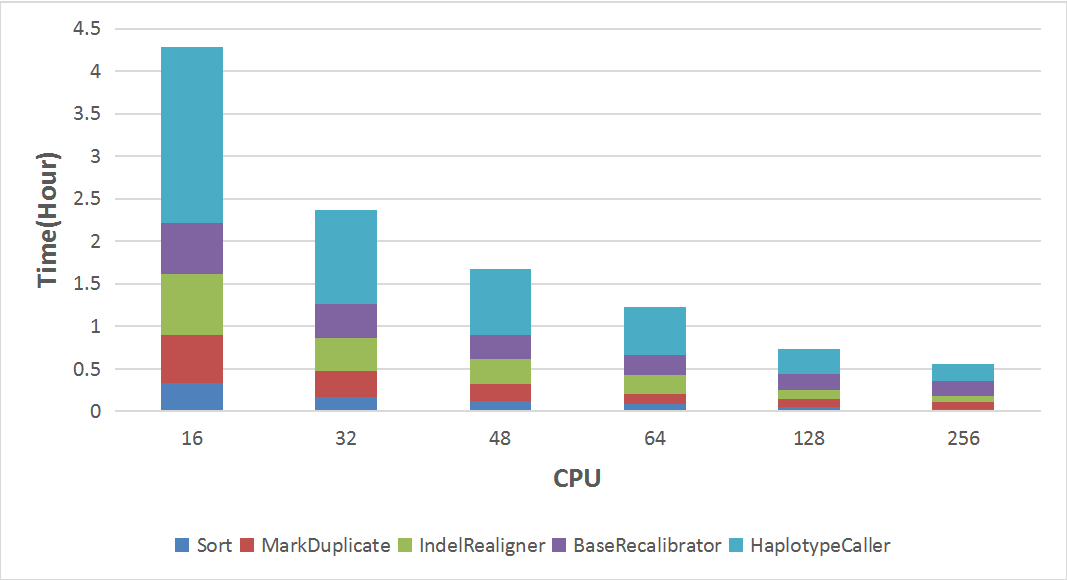 4.5
4
3.5
3
2.5
2
1.5
1
0.5
0
Time(Hour)
16 32 48 64 128 256
CPU
Sort MarkDuplicate IndelRealigner BaseRecalibrator HaplotypeCaller